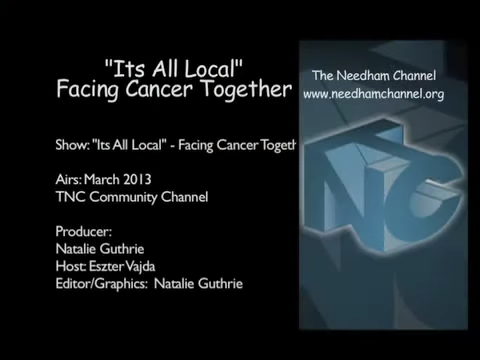 "Its All Local"
Facing Cancer Together
Show: "Its All Local" - Facing Cancer Togeth
Airs: March 2013
TNC Community Channel
Producer:
Natalie Guthrie
Host: Eszter Vajda
Editor/Graphics: Natalie Guthrie
The Needham Channel
www.needhamchannel.org
TNC